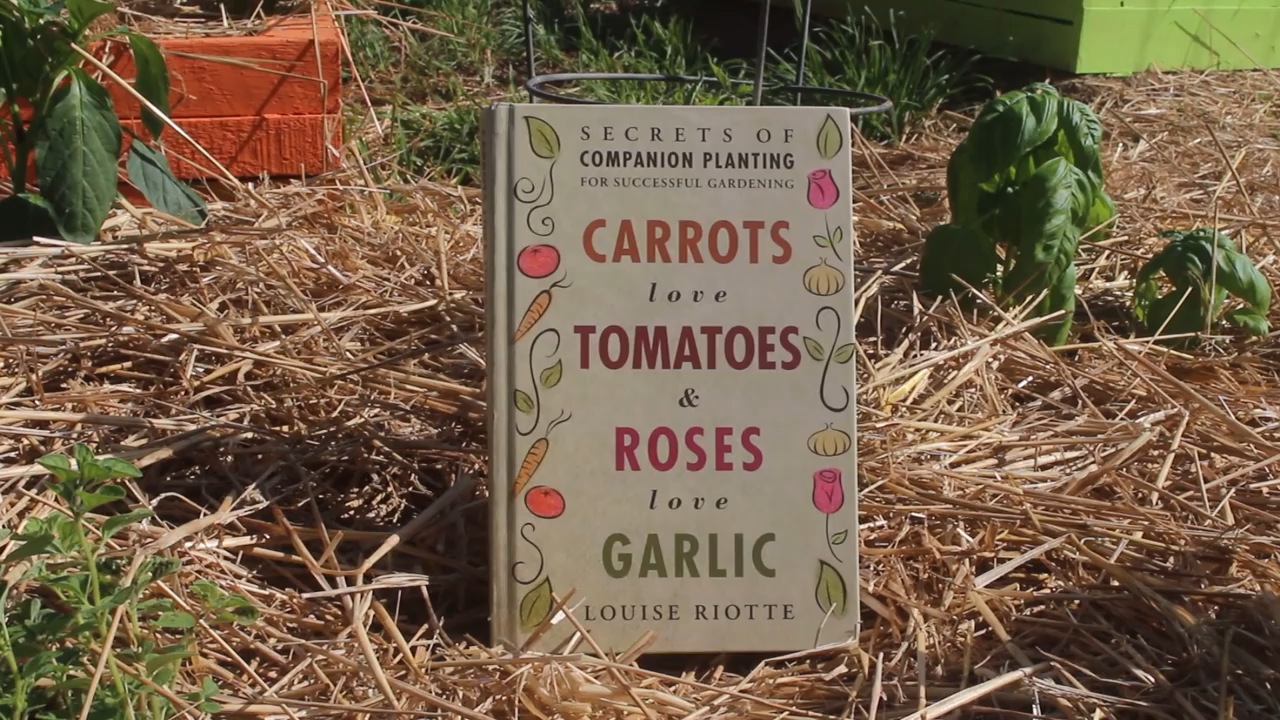 SECRETS OF
COMPANION PLANTING
FOR SUCCESSFUL GARDENING
CARROTS
love
TOMATOES
&
ROSES
love
GARLIC
LOUISE RIOTTE